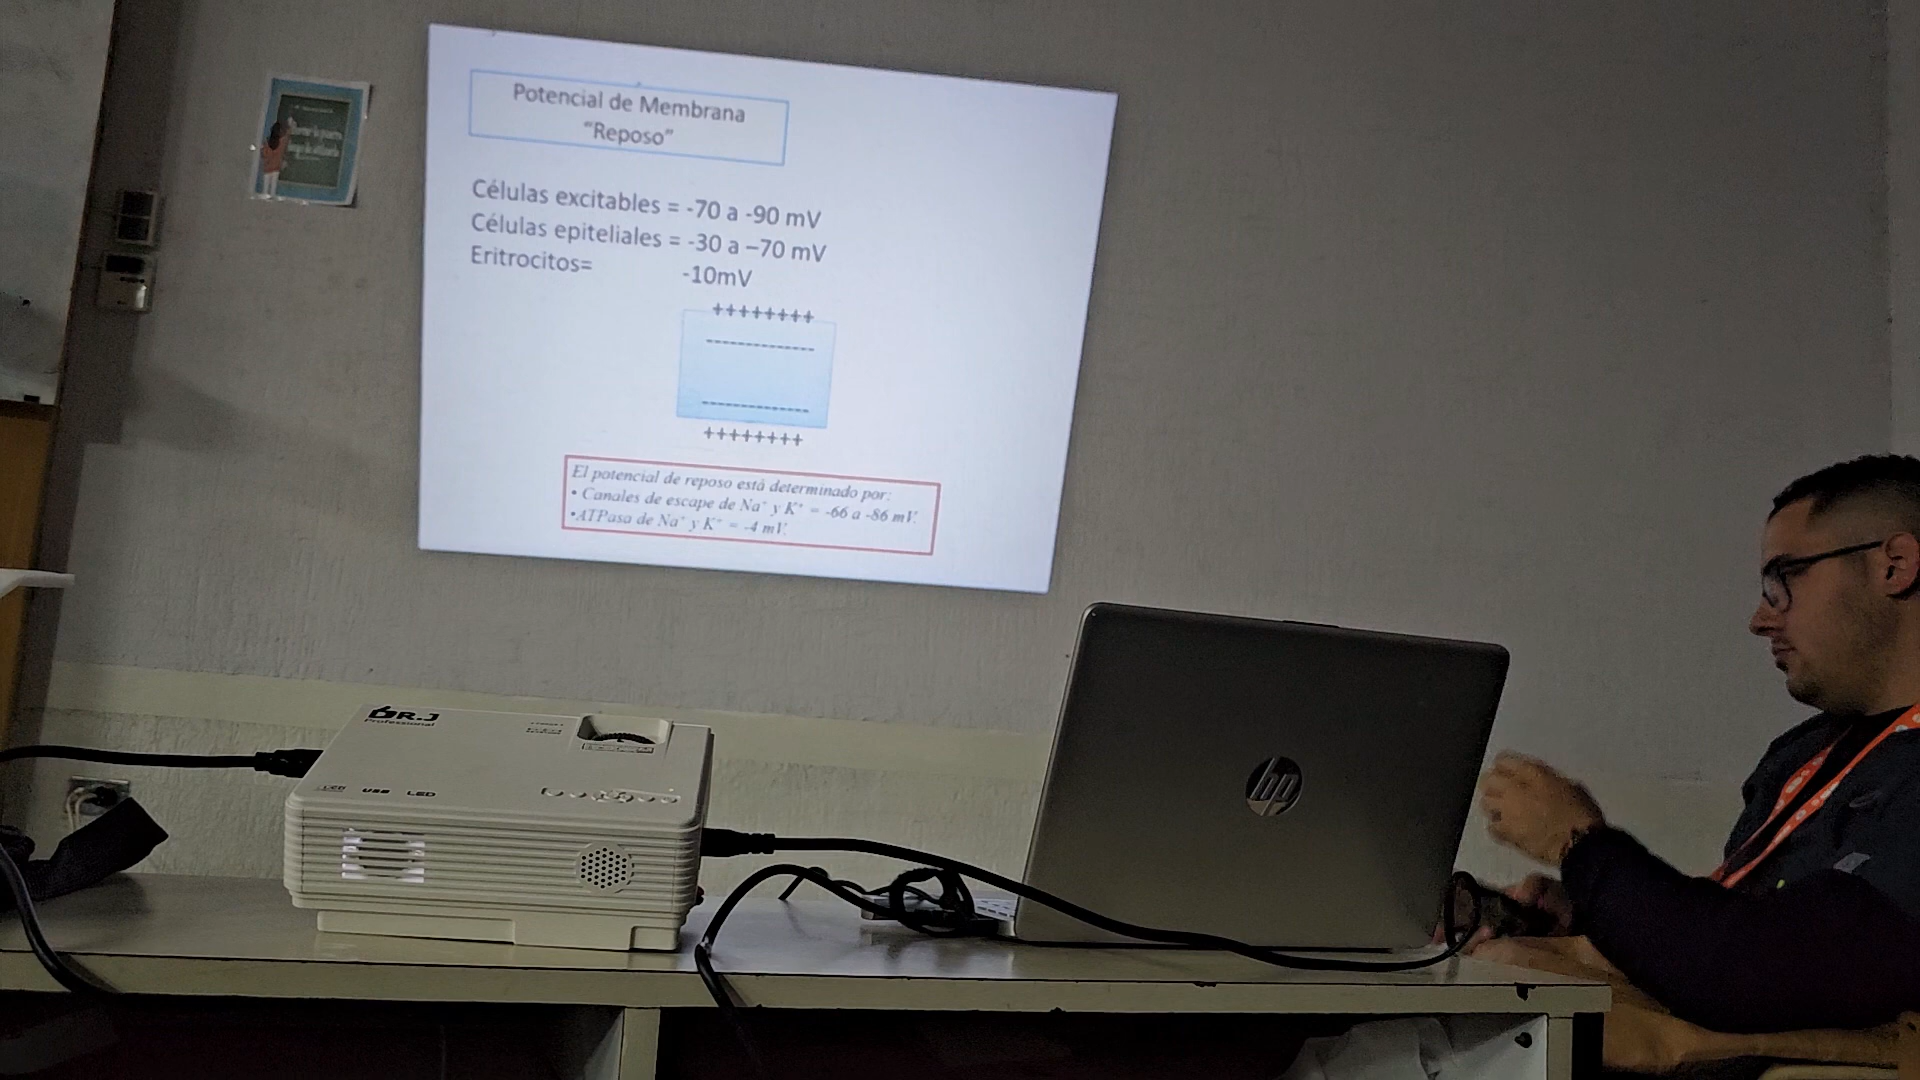 Potencial de Membrana
"Reposo"
Células excitables = -70 a -90 mV
Células epiteliales = -30 a –70 mV
Eritrocitos= -10mV
++++++++
--------------
--------------
++++++++
El potencial de reposo está determinado por:
• Canales de escape de Na⁺ y K⁺ = -66 a -86 mV.
•ATPasa de Na⁺ y K⁺ = -4 mV.
DR.J
Professional
LED USB LED
hp